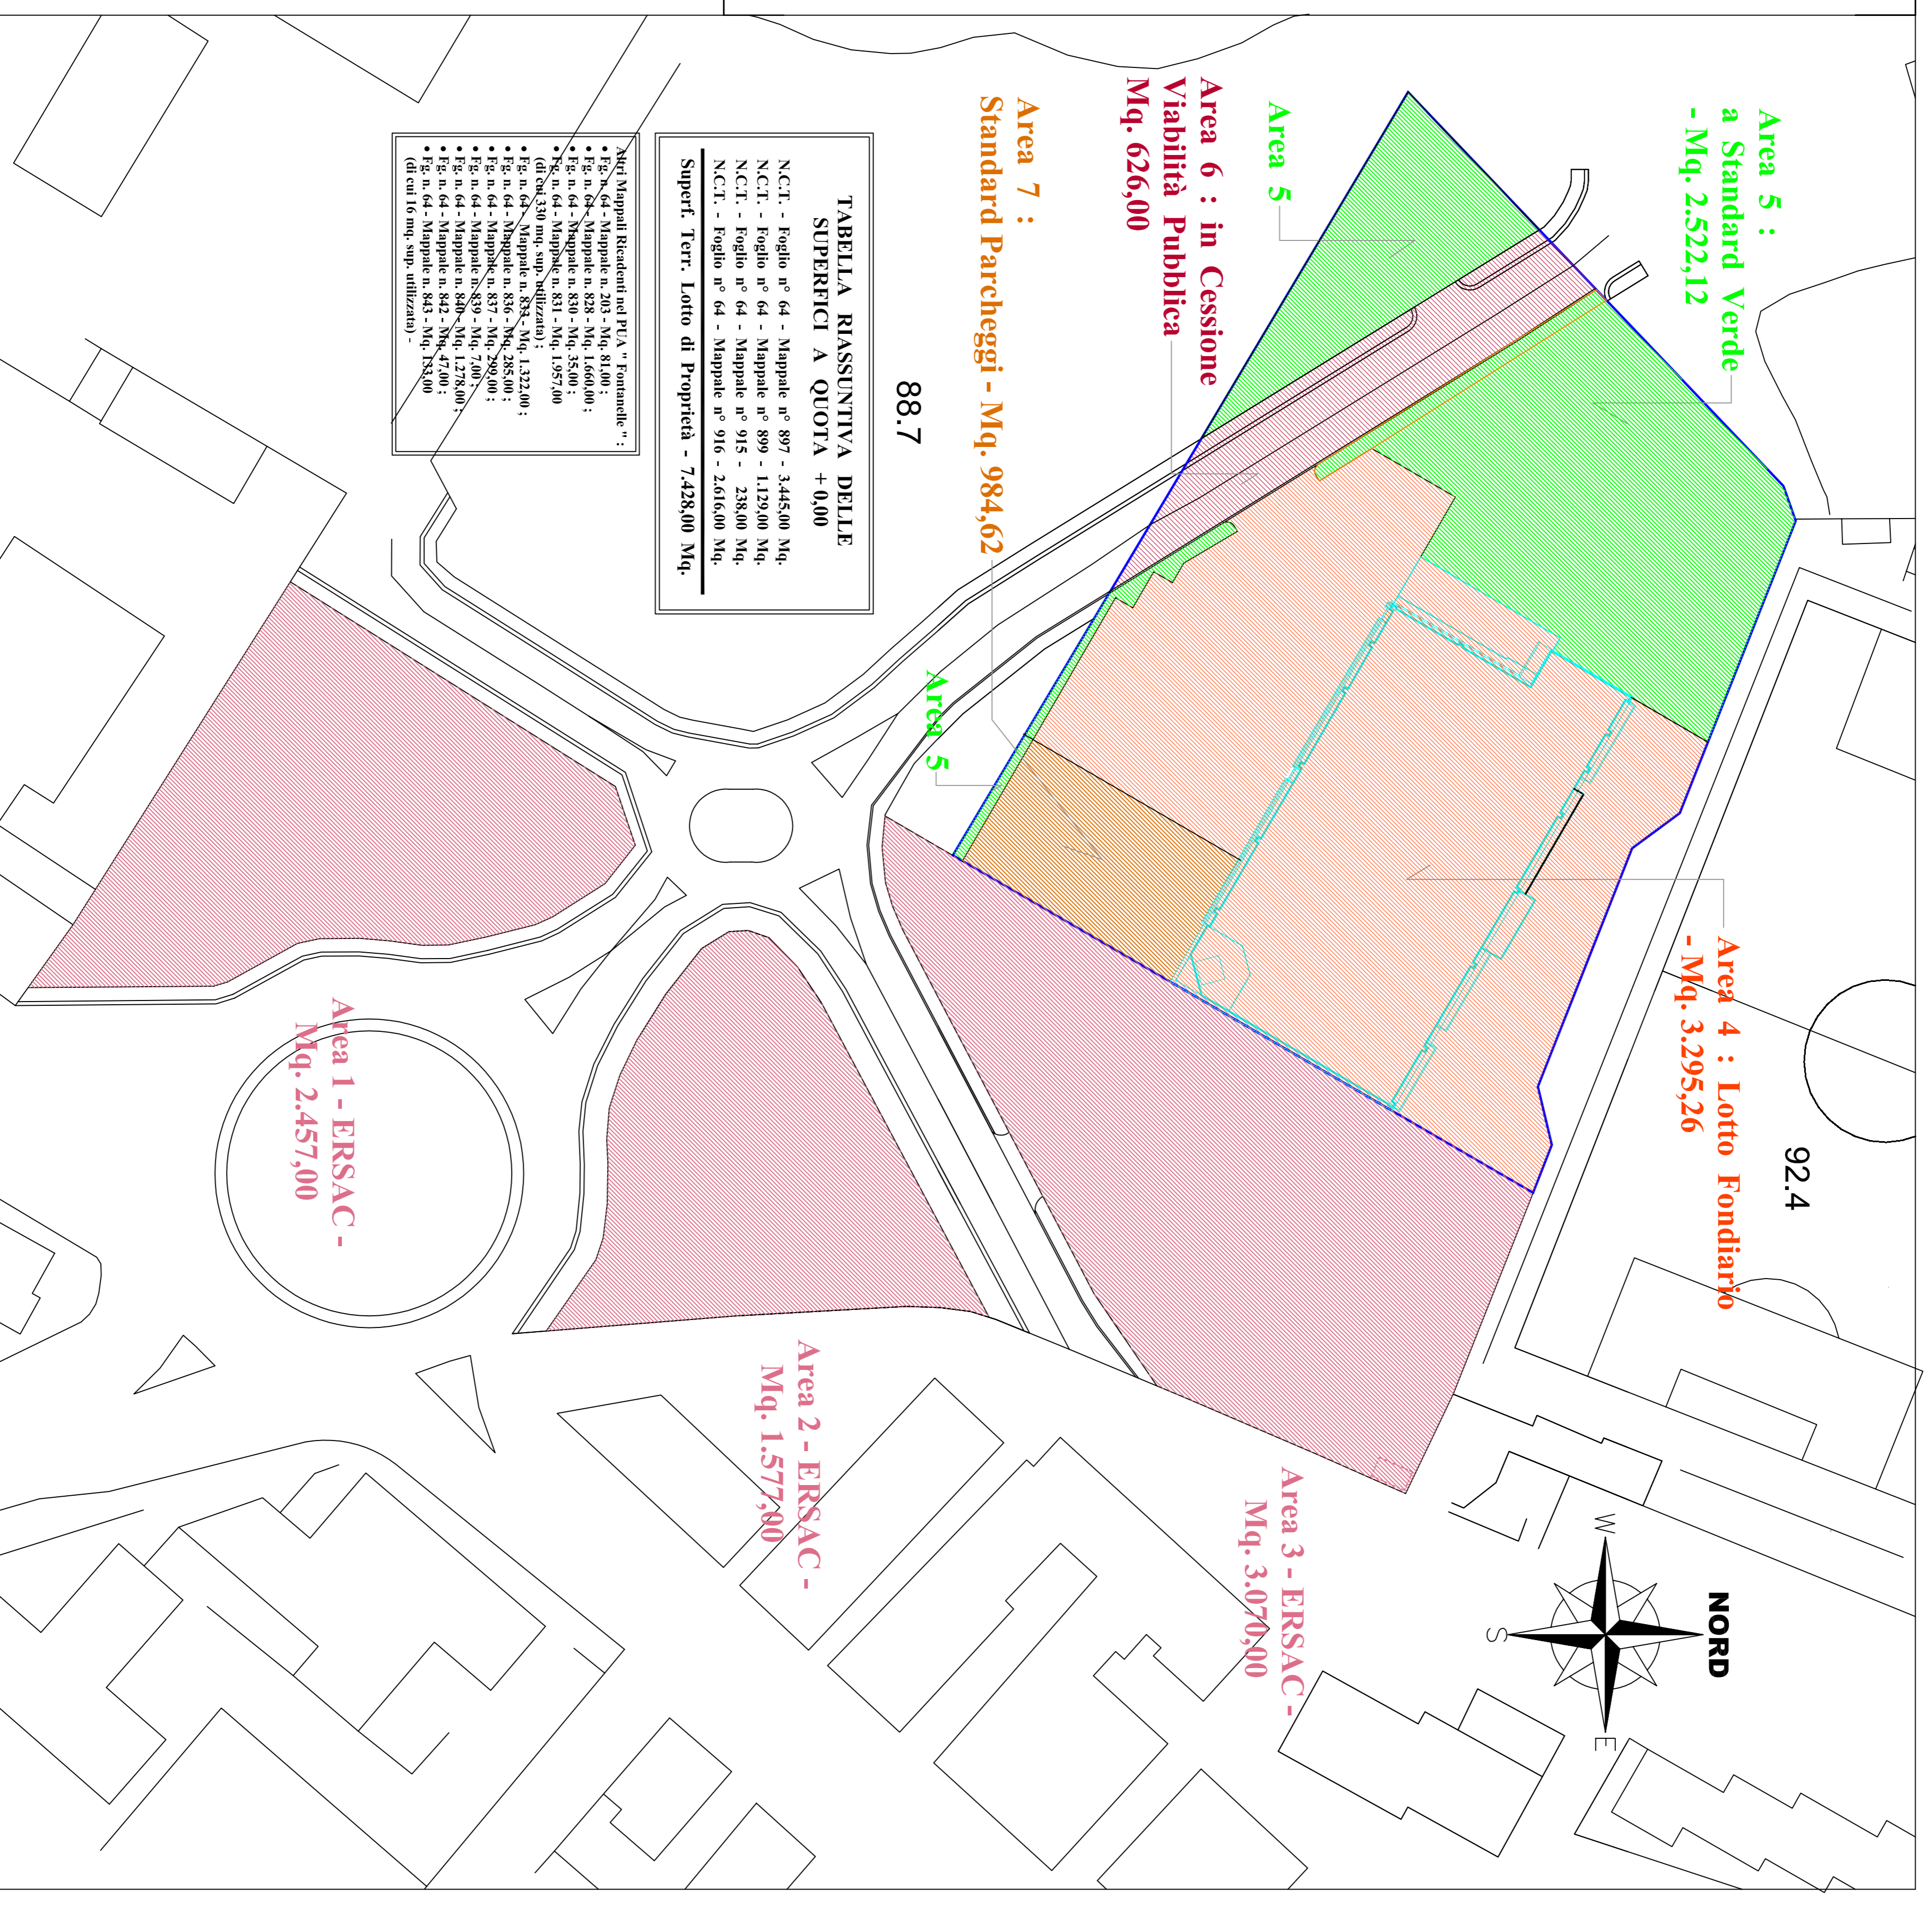 Area 5 :
a Standard Verde
- Mq. 2.522,12
Area 5
Area 6 : in Cessione
Viabilità Pubblica
Mq. 626,00
Area 7 :
Standard Parcheggi - Mq. 984,62
88.7
TABELLA RIASSUNTIVA DELLE
SUPERFICI A QUOTA + 0,00
N.C.T. - Foglio n° 64 - Mappale n° 897 - 3.445,00 Mq.
N.C.T. - Foglio n° 64 - Mappale n° 899 - 1.129,00 Mq.
N.C.T. - Foglio n° 64 - Mappale n° 915 - 238,00 Mq.
N.C.T. - Foglio n° 64 - Mappale n° 916 - 2.616,00 Mq.
Superf. Terr. Lotto di Proprietà - 7.428,00 Mq.
Altri Mappali Ricadenti nel PUA " Fontanelle " :
• Fg. n. 64 - Mappale n. 203 - Mq. 81,00 ;
• Fg. n. 64 - Mappale n. 828 - Mq. 1.660,00 ;
• Fg. n. 64 - Mappale n. 830 - Mq. 35,00 ;
• Fg. n. 64 - Mappale n. 831 - Mq. 1.957,00
(di cui 330 mq. sup. utilizzata) ;
• Fg. n. 64 - Mappale n. 833 - Mq. 1.322,00 ;
• Fg. n. 64 - Mappale n. 836 - Mq. 285,00 ;
• Fg. n. 64 - Mappale n. 837 - Mq. 299,00 ;
• Fg. n. 64 - Mappale n. 839 - Mq. 7,00 ;
• Fg. n. 64 - Mappale n. 840 - Mq. 1.278,00 ;
• Fg. n. 64 - Mappale n. 842 - Mq. 47,00 ;
• Fg. n. 64 - Mappale n. 843 - Mq. 133,00
(di cui 16 mq. sup. utilizzata) -
Area 5
92.4
Area 4 : Lotto Fondiario
- Mq. 3.295,26
Area 1 - ERSAC -
Mq. 2.457,00
Area 2 - ERSAC -
Mq. 1.577,00
Area 3 - ERSAC -
Mq. 3.070,00
NORD
W
E
S